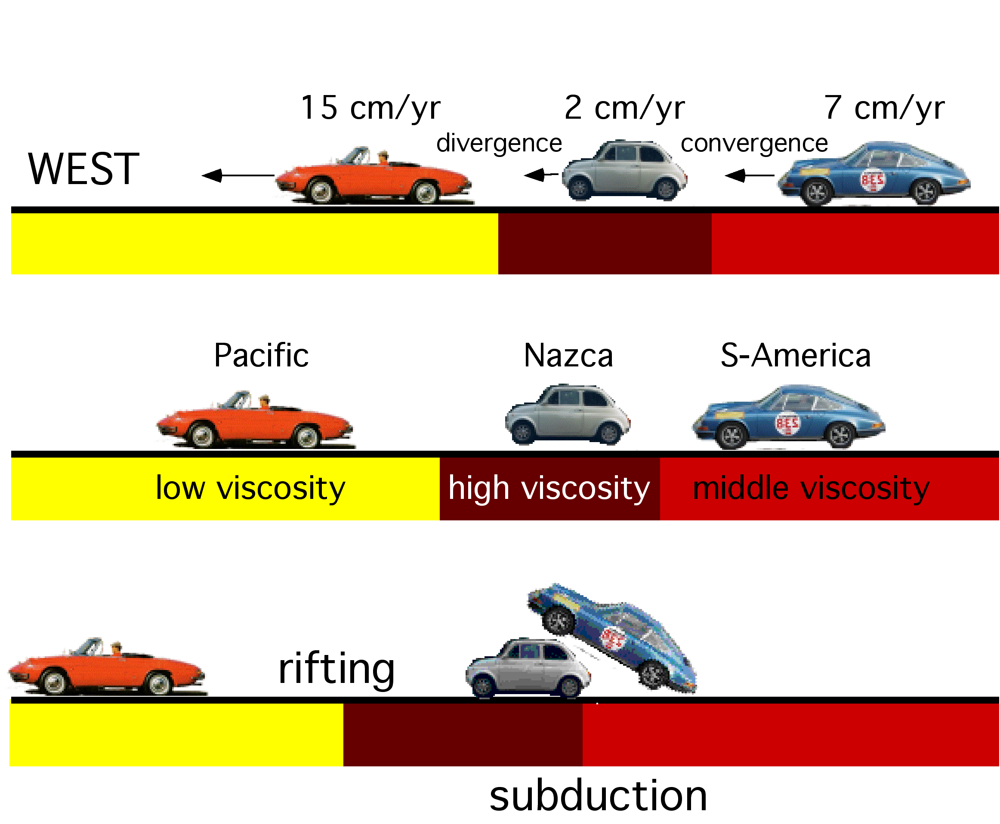 15 cm/yr 2 cm/yr 7 cm/yr
divergence convergence
WEST
Pacific Nazca S-America
low viscosity high viscosity middle viscosity
rifting
subduction